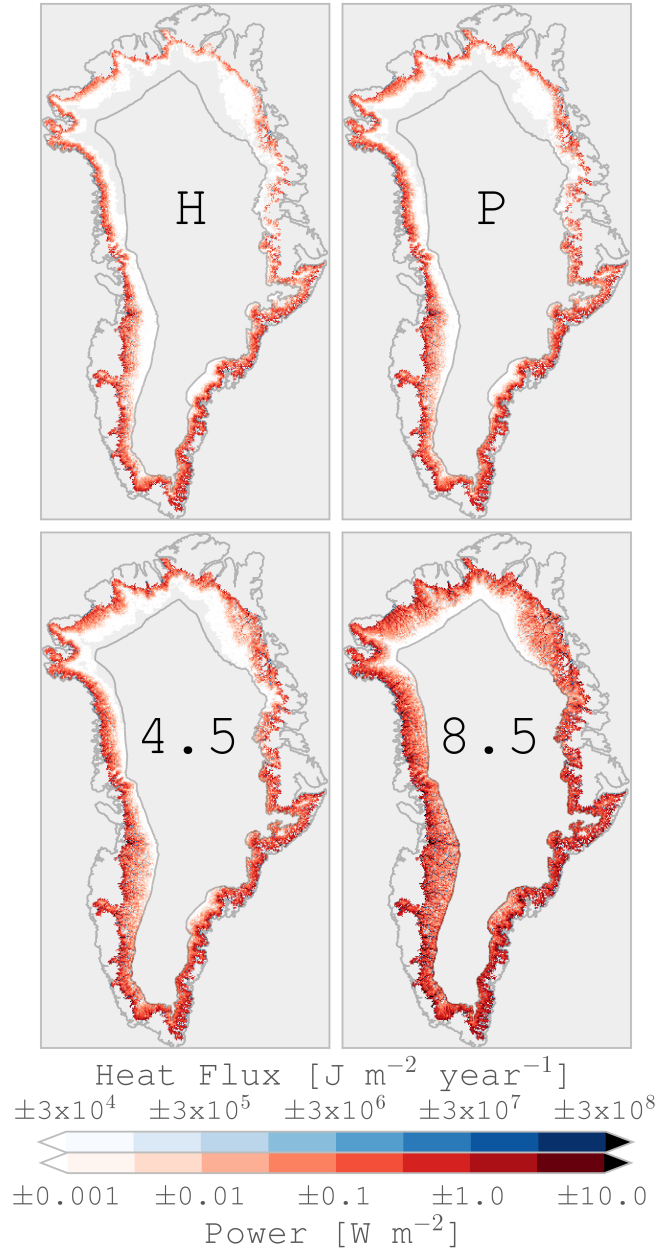 H
P
4.5
8.5
Heat Flux [J m⁻² year⁻¹]
±3x10⁴ ±3x10⁵ ±3x10⁶ ±3x10⁷ ±3x10⁸
±0.001 ±0.01 ±0.1 ±1.0 ±10.0
Power [W m⁻²]